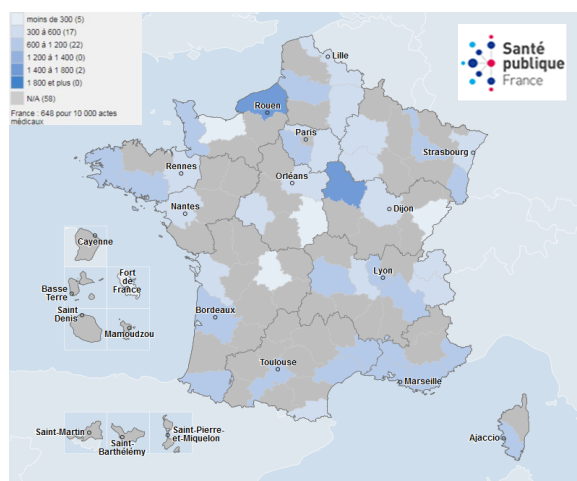 moins de 300 (5)
300 à 600 (17)
600 à 1 200 (22)
1 200 à 1 400 (0)
1 400 à 1 800 (2)
1 800 et plus (0)
N/A (58)
France : 648 pour 10 000 actes
médicaux
Santé
publique
France
Lille
Rouen
Paris
Strasbourg
Rennes
Orléans
Nantes
Dijon
Cayenne
Lyon
Basse
Terre
Fort
de
France
Saint
Denis
Mamoudzou
Bordeaux
Toulouse
Marseille
Saint-Martin
Saint-
Barthélémy
Saint-Pierre-
et-Miquelon
Ajaccio